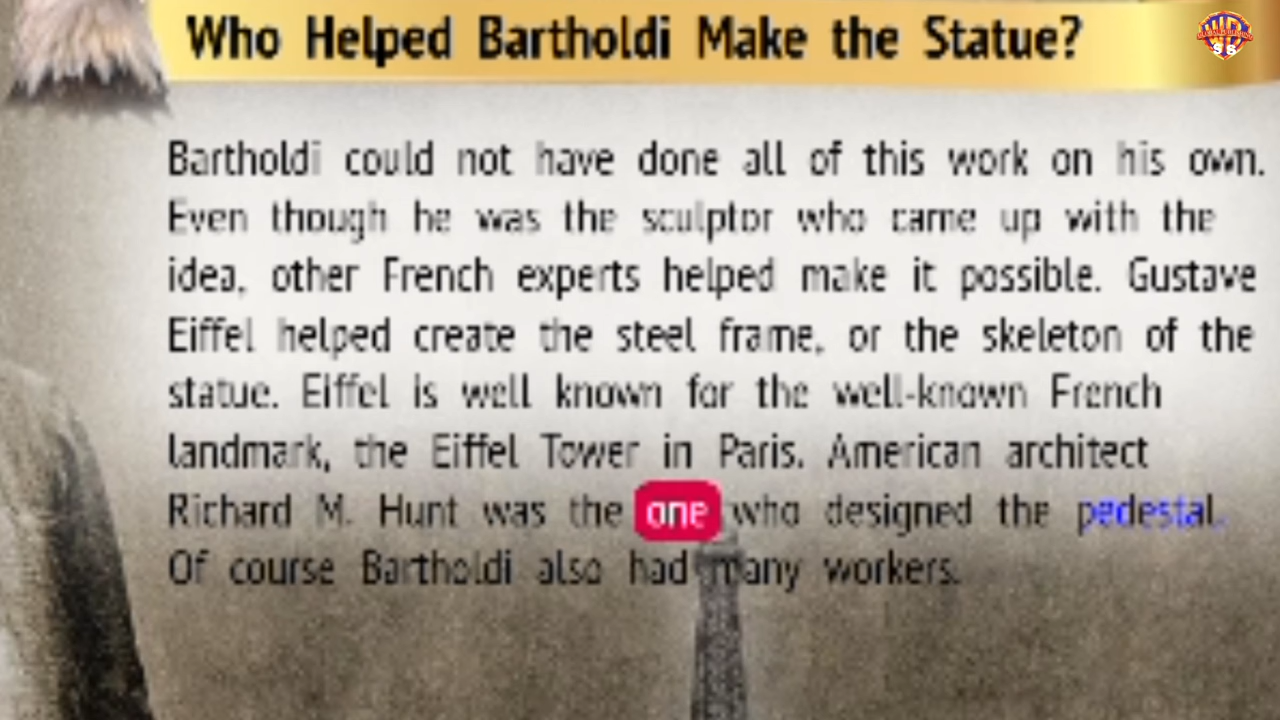 Who Helped Bartholdi Make the Statue?
Bartholdi could not have done all of this work on his own.
Even though he was the sculptor who came up with the
idea, other French experts helped make it possible. Gustave
Eiffel helped create the steel frame, or the skeleton of the
statue. Eiffel is well known for the well-known French
landmark, the Eiffel Tower in Paris. American architect
Richard M. Hunt was the one who designed the pedestal.
Of course Bartholdi also had many workers.